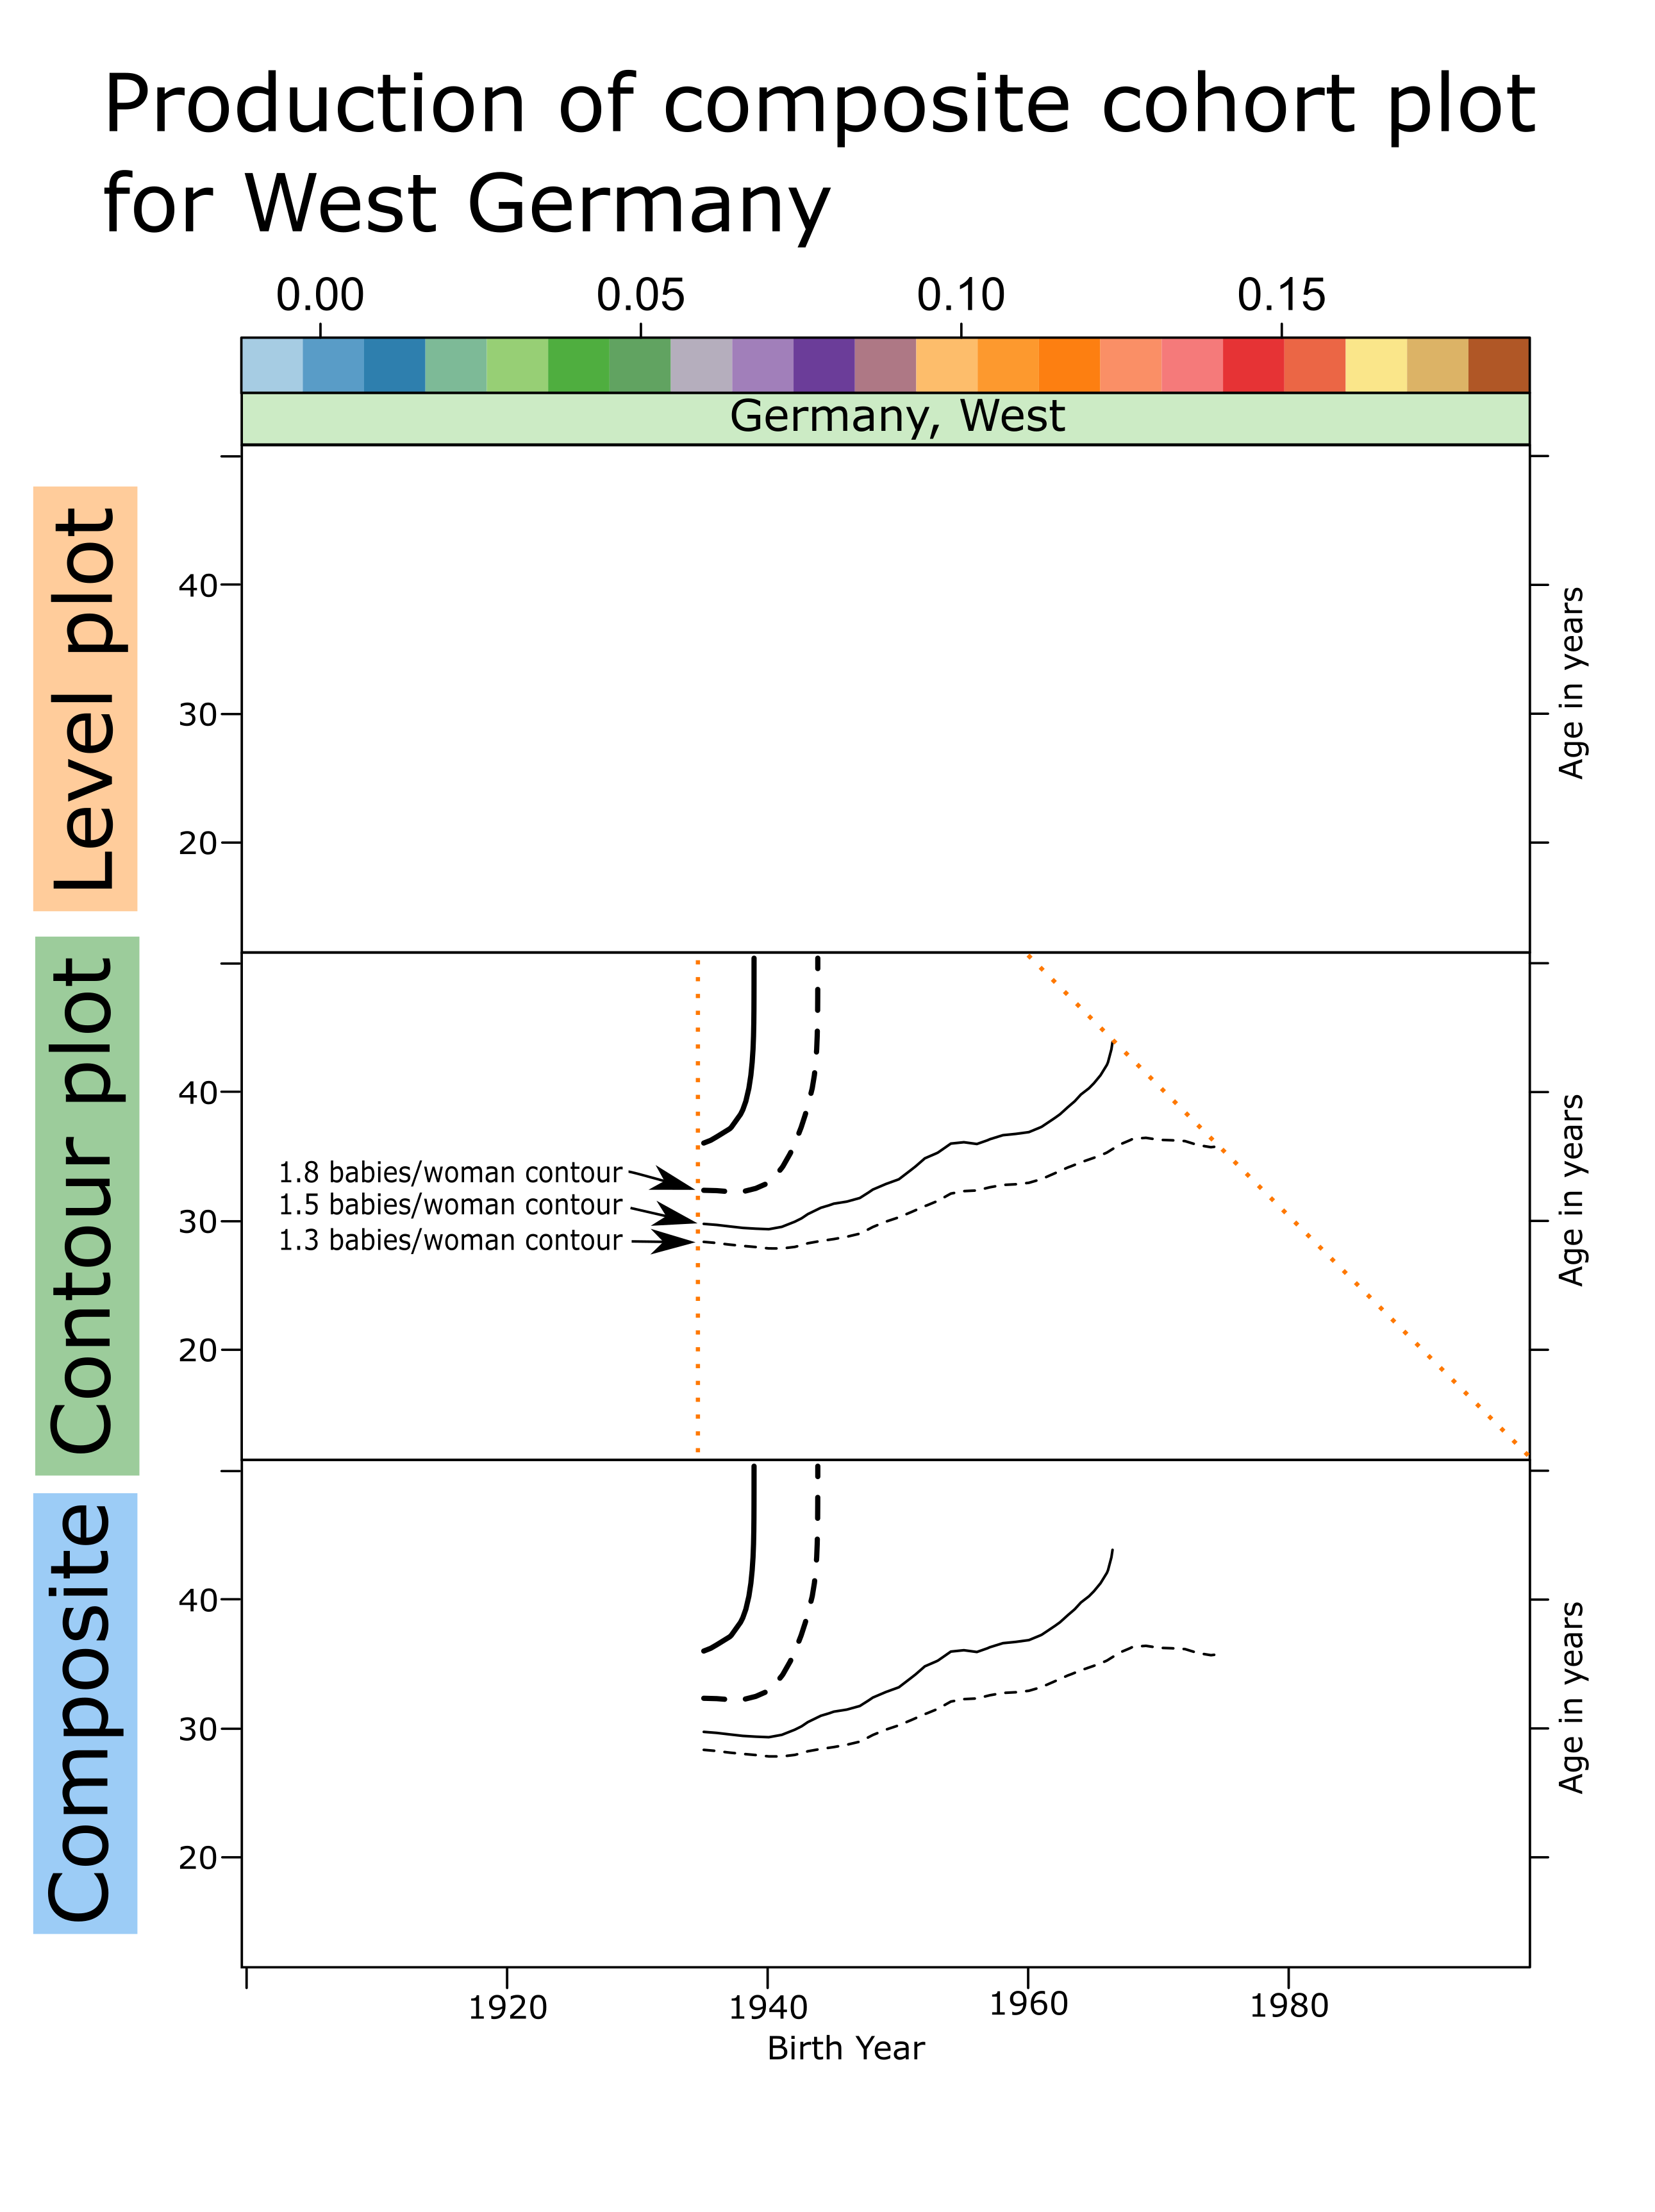 Production of composite cohort plot
for West Germany
0.00 0.05 0.10 0.15
Germany, West
Level plot
40
30
20
Age in years
Contour plot
40
30
20
1.8 babies/woman contour
1.5 babies/woman contour
1.3 babies/woman contour
Age in years
Composite
40
30
20
Age in years
1920 1940 1960 1980
Birth Year